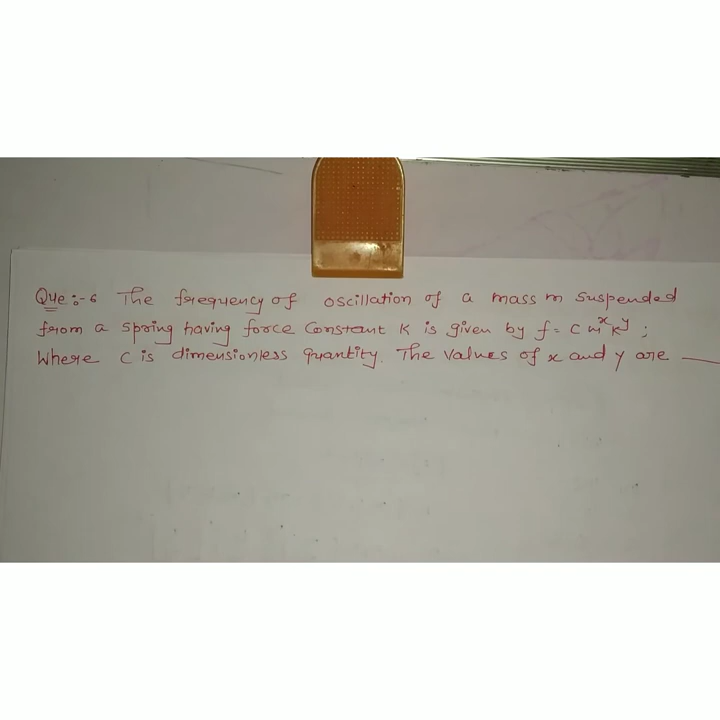 Que :- 6 The frequency of oscillation of a mass m suspended
from a spring having force constant K is given by f = C m^x K^y ;
Where C is dimensionless quantity. The values of x and y are ___